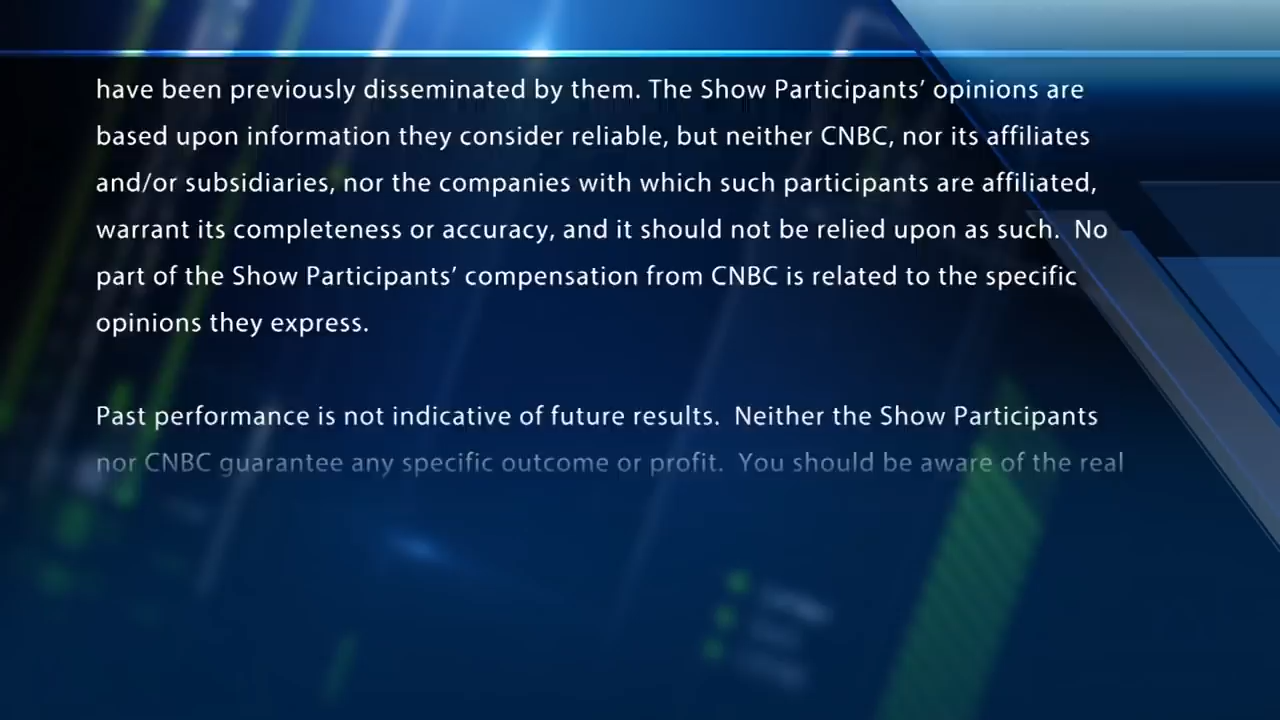 have been previously disseminated by them. The Show Participants’ opinions are
based upon information they consider reliable, but neither CNBC, nor its affiliates
and/or subsidiaries, nor the companies with which such participants are affiliated,
warrant its completeness or accuracy, and it should not be relied upon as such.  No
part of the Show Participants’ compensation from CNBC is related to the specific
opinions they express.
Past performance is not indicative of future results.  Neither the Show Participants
nor CNBC guarantee any specific outcome or profit.  You should be aware of the real